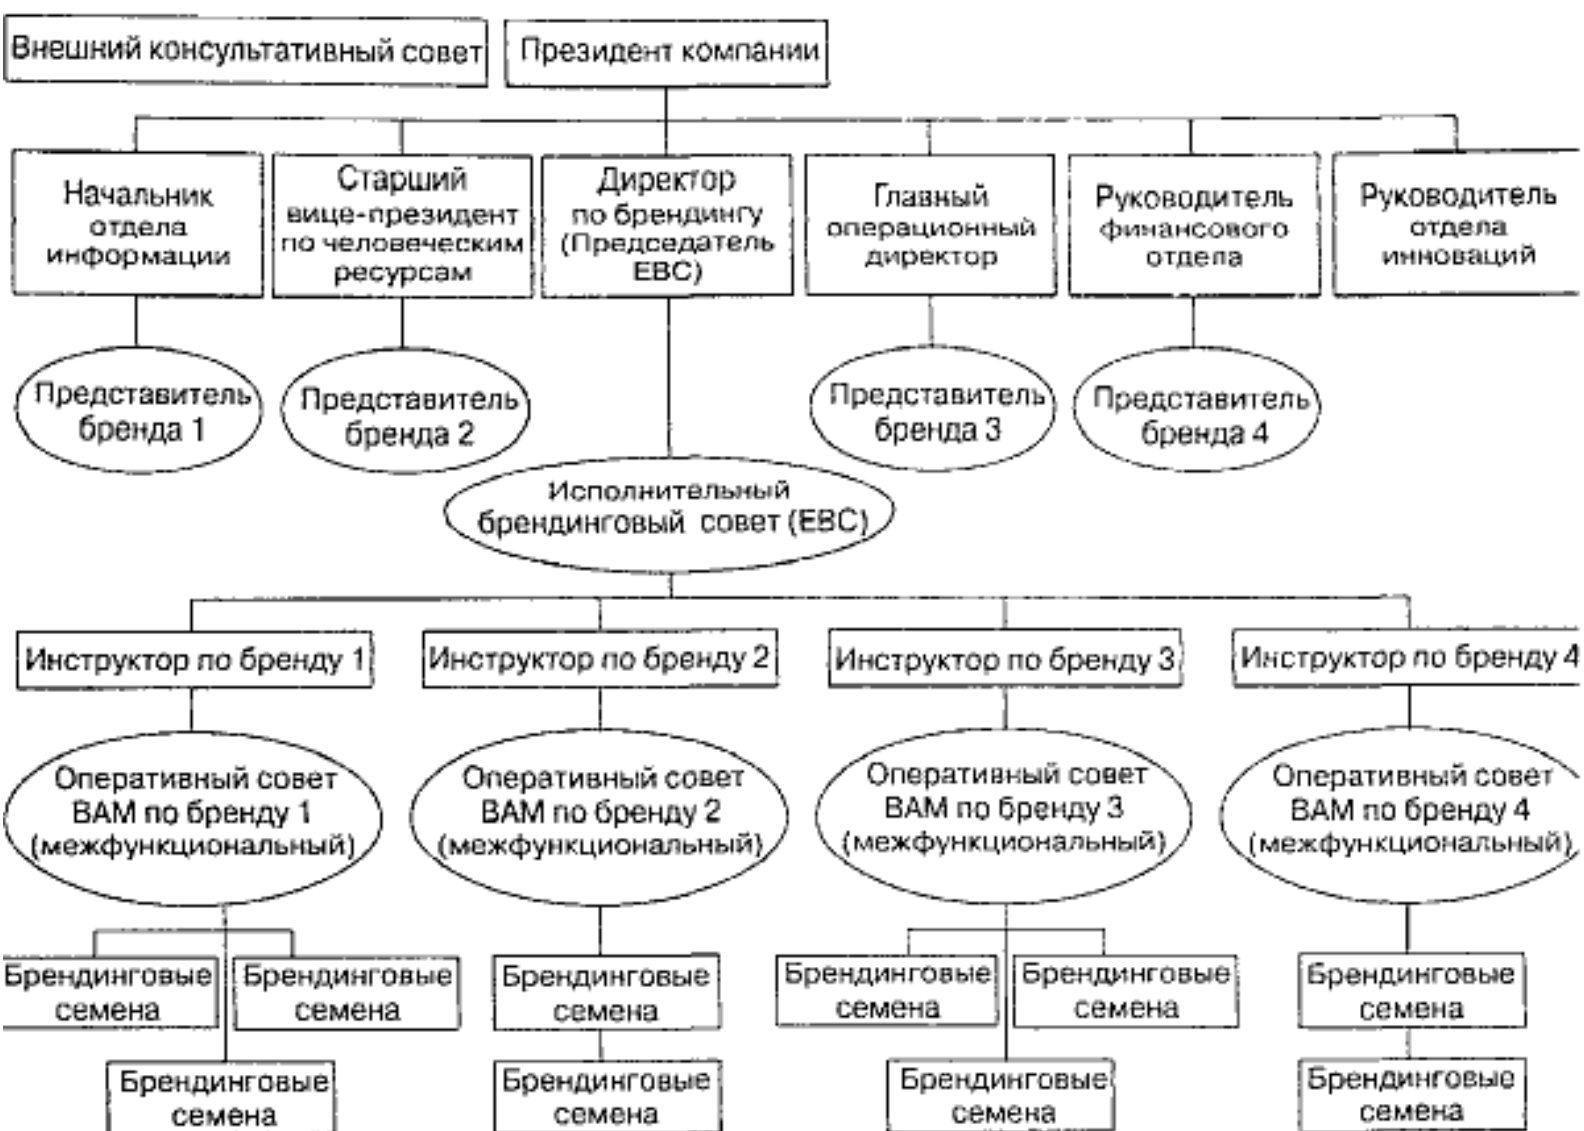 Внешний консультативный совет
Президент компании
Начальник
отдела
информации
Старший
вице-президент
по человеческим
ресурсам
Директор
по брендингу
(Председатель
ЕВС)
Главный
операционный
директор
Руководитель
финансового
отдела
Руководитель
отдела
инноваций
Представитель
бренда 1
Представитель
бренда 2
Представитель
бренда 3
Представитель
бренда 4
Исполнительный
брендинговый совет (ЕВС)
Инструктор по бренду 1
Инструктор по бренду 2
Инструктор по бренду 3
Инструктор по бренду 4
Оперативный совет
ВАМ по бренду 1
(межфункциональный)
Оперативный совет
ВАМ по бренду 2
(межфункциональный)
Оперативный совет
ВАМ по бренду 3
(межфункциональный)
Оперативный совет
ВАМ по бренду 4
(межфункциональный)
Брендинговые
семена
Брендинговые
семена
Брендинговые
семена
Брендинговые
семена
Брендинговые
семена
Брендинговые
семена
Брендинговые
семена
Брендинговые
семена
Брендинговые
семена
Брендинговые
семена